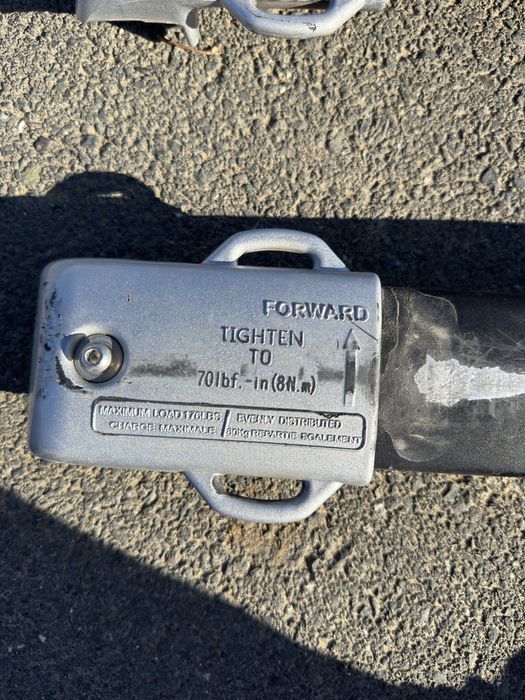 FORWARD
TIGHTEN
TO
70lbf.-in(8N.m)
MAXIMUM LOAD 176LBS / EVENLY DISTRIBUTED
CHARGE MAXIMALE / 80Kg REPARTIE EGALEMENT